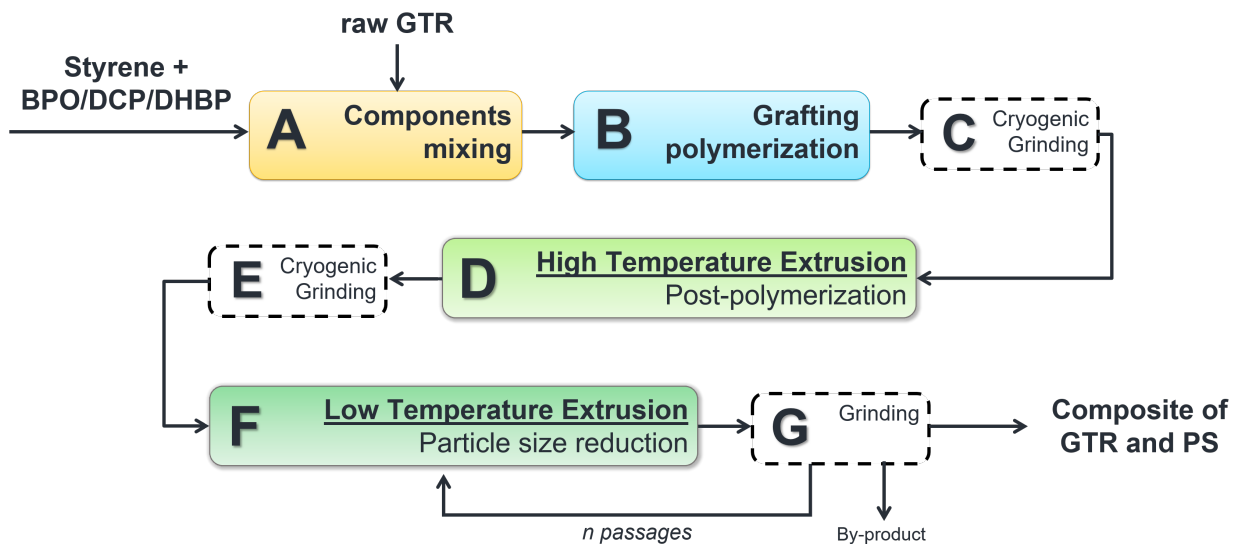 raw GTR
Styrene +
BPO/DCP/DHBP
A
Components
mixing
B
Grafting
polymerization
C
Cryogenic
Grinding
D
High Temperature Extrusion
Post-polymerization
E
Cryogenic
Grinding
F
Low Temperature Extrusion
Particle size reduction
G
Grinding
Composite of
GTR and PS
n passages
By-product